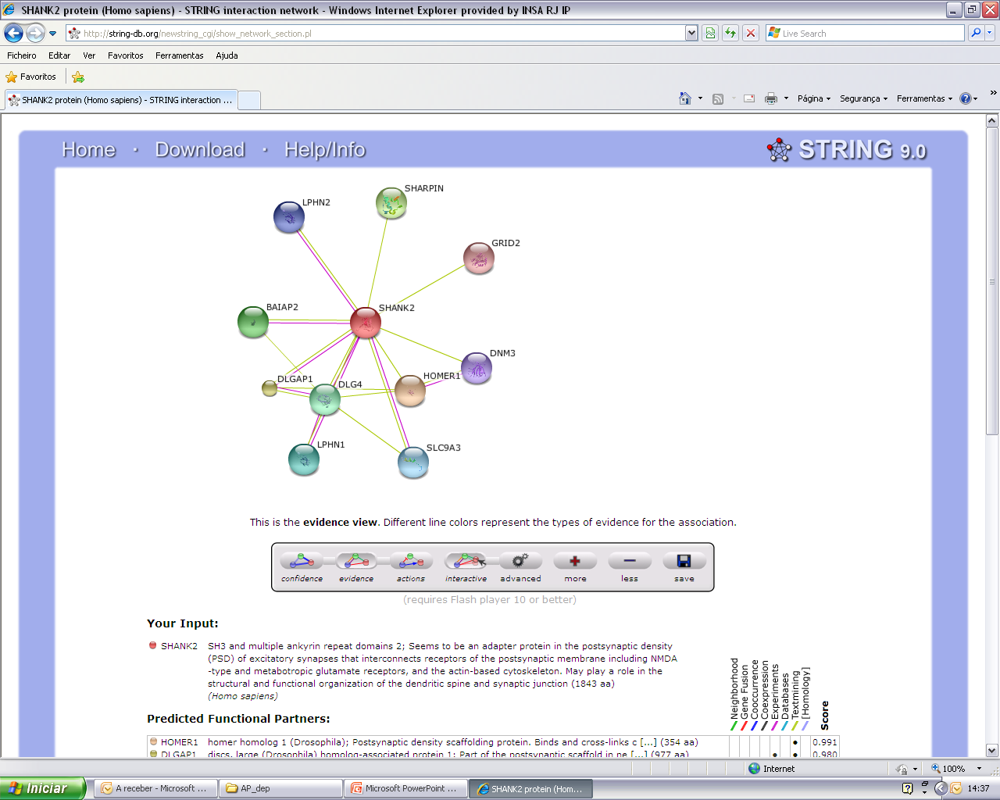 SHANK2 protein (Homo sapiens) - STRING interaction network - Windows Internet Explorer provided by INSA RJ IP
http://string-db.org/newstring_cgi/show_network_section.pl
Live Search
Ficheiro Editar Ver Favoritos Ferramentas Ajuda
Favoritos
SHANK2 protein (Homo sapiens) - STRING interaction ...
Página Segurança Ferramentas
Home · Download · Help/Info
STRING 9.0
SHARPIN
LPHN2
GRID2
BAIAP2
SHANK2
DNM3
DLGAP1
DLG4
HOMER1
LPHN1
SLC9A3
This is the evidence view. Different line colors represent the types of evidence for the association.
confidence evidence actions interactive advanced more less save
(requires Flash player 10 or better)
Your Input:
SHANK2 SH3 and multiple ankyrin repeat domains 2; Seems to be an adapter protein in the postsynaptic density
(PSD) of excitatory synapses that interconnects receptors of the postsynaptic membrane including NMDA
-type and metabotropic glutamate receptors, and the actin-based cytoskeleton. May play a role in the
structural and functional organization of the dendritic spine and synaptic junction (1843 aa)
(Homo sapiens)
Neighborhood
Gene Fusion
Cooccurrence
Coexpression
Experiments
Databases
Textmining
[Homology]
Score
Predicted Functional Partners:
HOMER1 homer homolog 1 (Drosophila); Postsynaptic density scaffolding protein. Binds and cross-links c [...] (354 aa) 0.991
DLGAP1 discs, large (Drosophila) homolog-associated protein 1; Part of the postsynaptic scaffold in ne [...] (977 aa) 0.980
Internet
100%
Iniciar
A receber - Microsoft ...
AP_dep
Microsoft PowerPoint ...
SHANK2 protein (Hom...
14:37